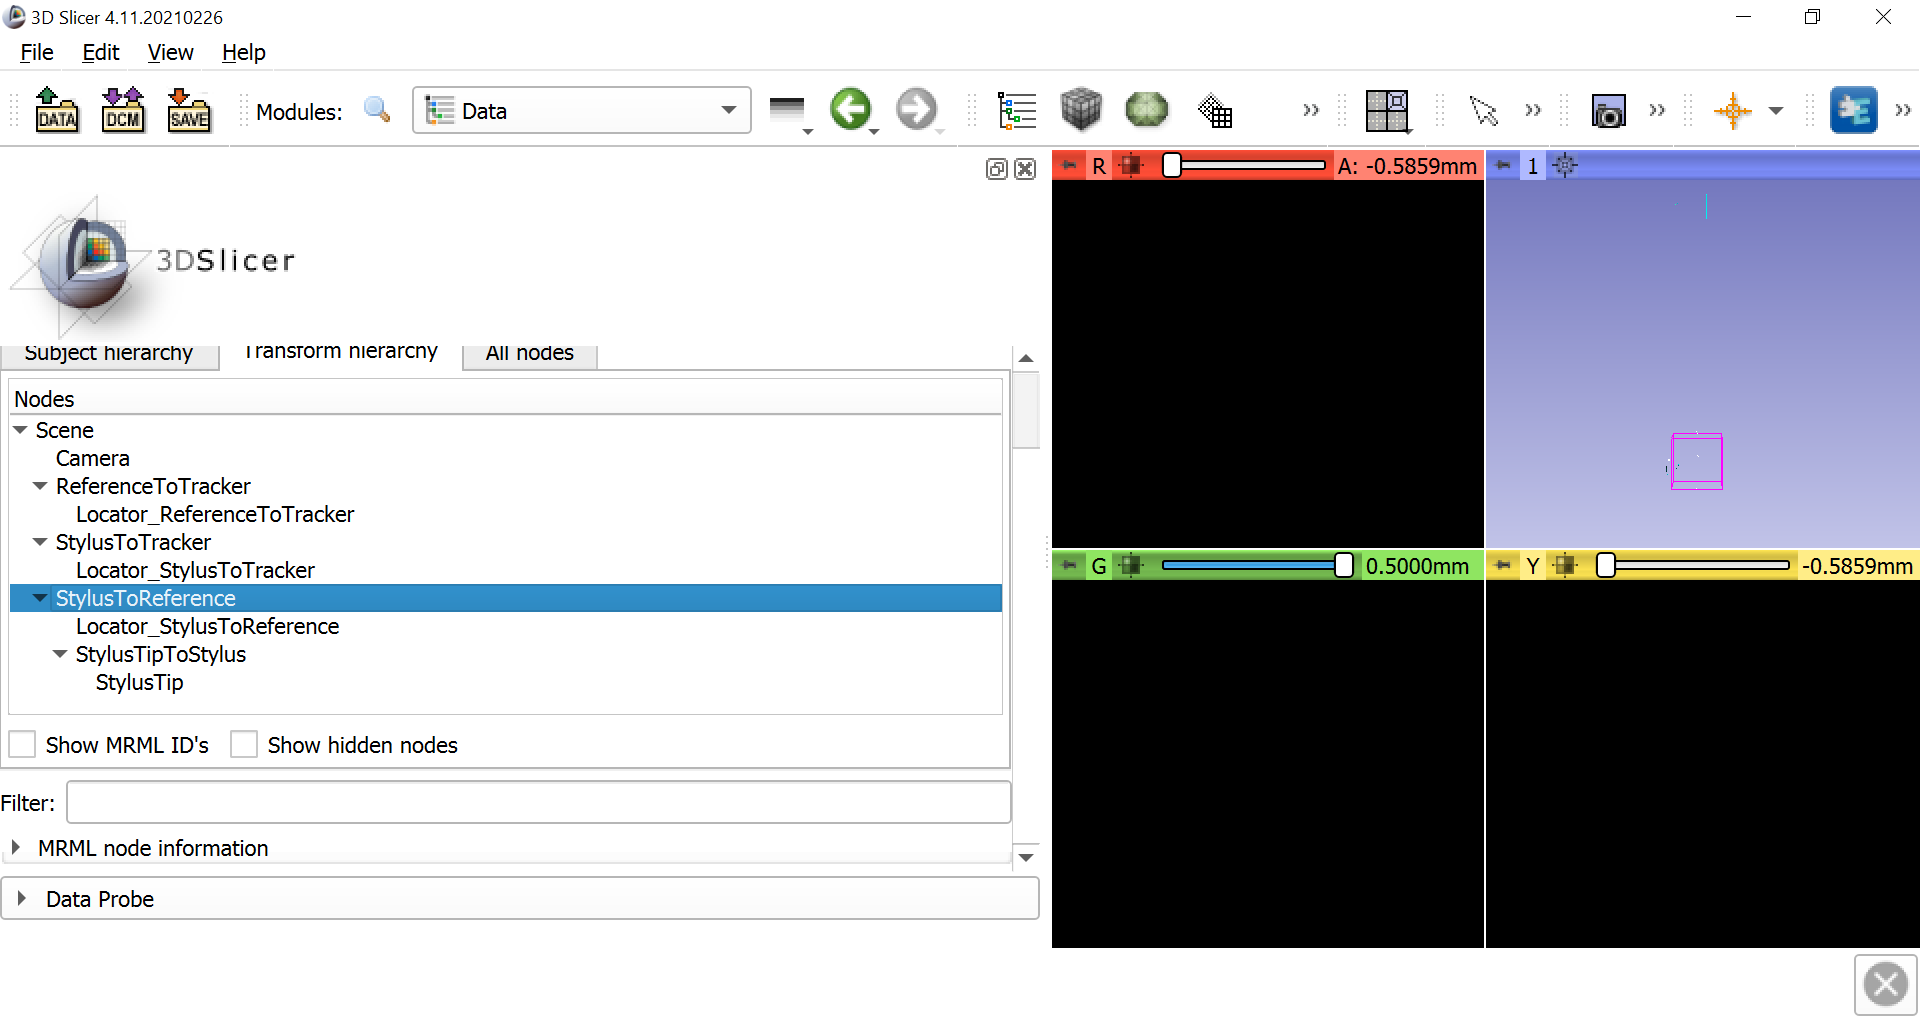 3D Slicer 4.11.20210226
File Edit View Help
DATA DCM SAVE Modules: Data
R A: -0.5859mm 1
3DSlicer
Subject hierarchy Transform hierarchy All nodes
Nodes
Scene
Camera
ReferenceToTracker
Locator_ReferenceToTracker
StylusToTracker
Locator_StylusToTracker
G 0.5000mm Y -0.5859mm
StylusToReference
Locator_StylusToReference
StylusTipToStylus
StylusTip
Show MRML ID's Show hidden nodes
Filter:
MRML node information
Data Probe